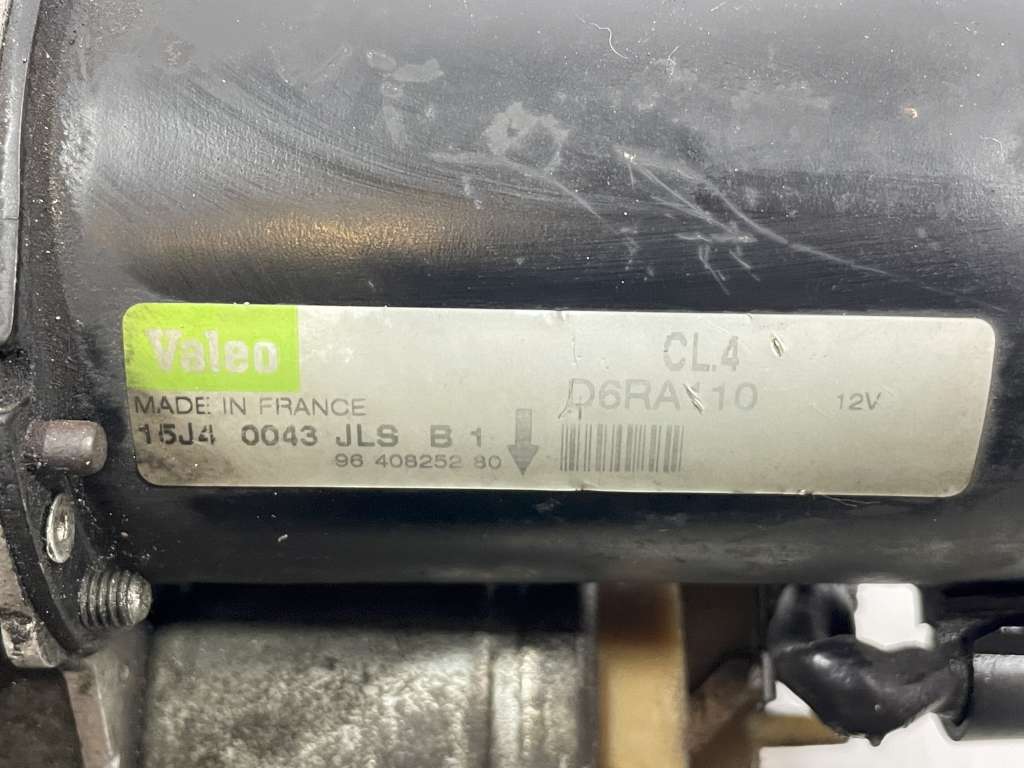 Valeo
CL.4
D6RA110
12V
MADE IN FRANCE
15J4 0043 JLS B 1
96 408252 80